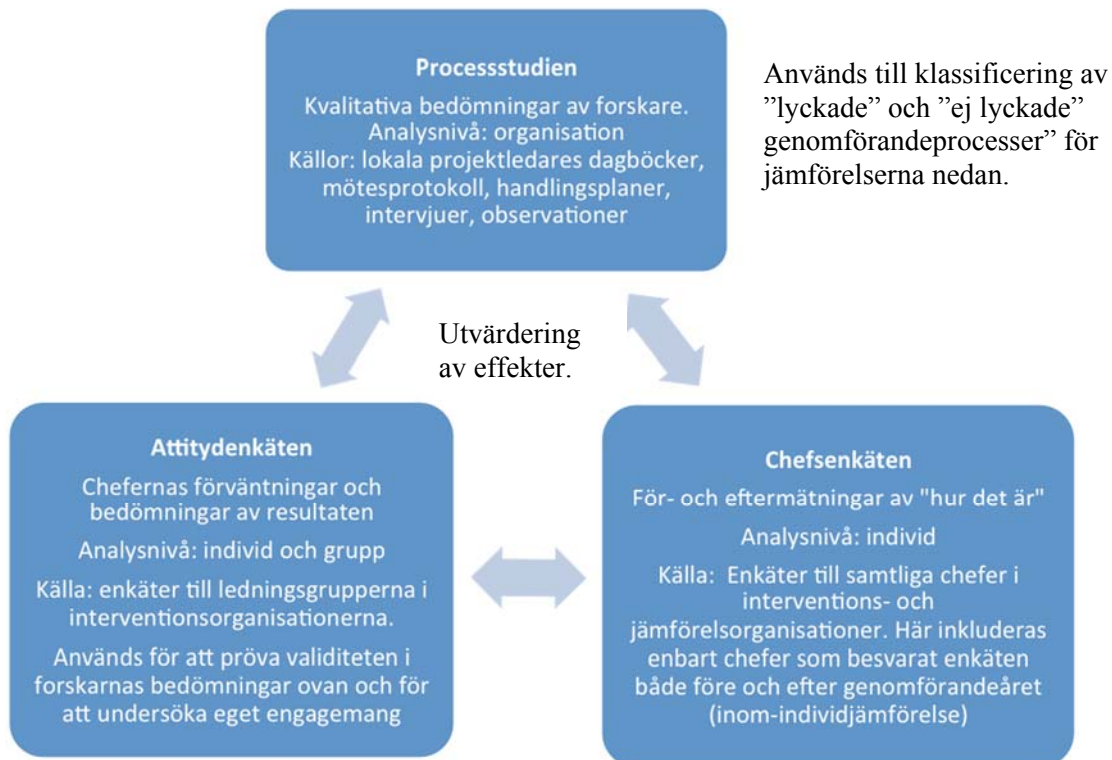 Processstudien
Kvalitativa bedömningar av forskare.
Analysnivå: organisation
Källor: lokala projektledares dagböcker,
mötesprotokoll, handlingsplaner,
intervjuer, observationer
Används till klassificering av
”lyckade” och ”ej lyckade”
genomförandeprocesser” för
jämförelserna nedan.
Utvärdering
av effekter.
Attitydenkäten
Chefernas förväntningar och
bedömningar av resultaten
Analysnivå: individ och grupp
Källa: enkäter till ledningsgrupperna i
interventionsorganisationerna.
Används för att pröva validiteten i
forskarnas bedömningar ovan och för
att undersöka eget engagemang
Chefsenkäten
För- och eftermätningar av "hur det är"
Analysnivå: individ
Källa: Enkäter till samtliga chefer i
interventions- och
jämförelsorganisationer. Här inkluderas
enbart chefer som besvarat enkäten
både före och efter genomförandeåret
(inom-individjämförelse)